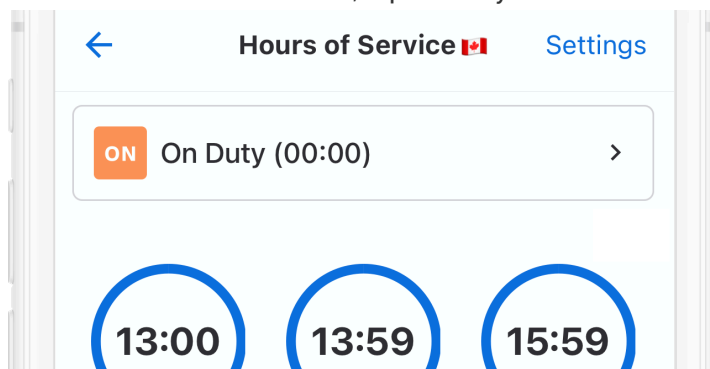 Hours of Service🇨🇦 Settings
ON On Duty (00:00)
13:00 13:59 15:59